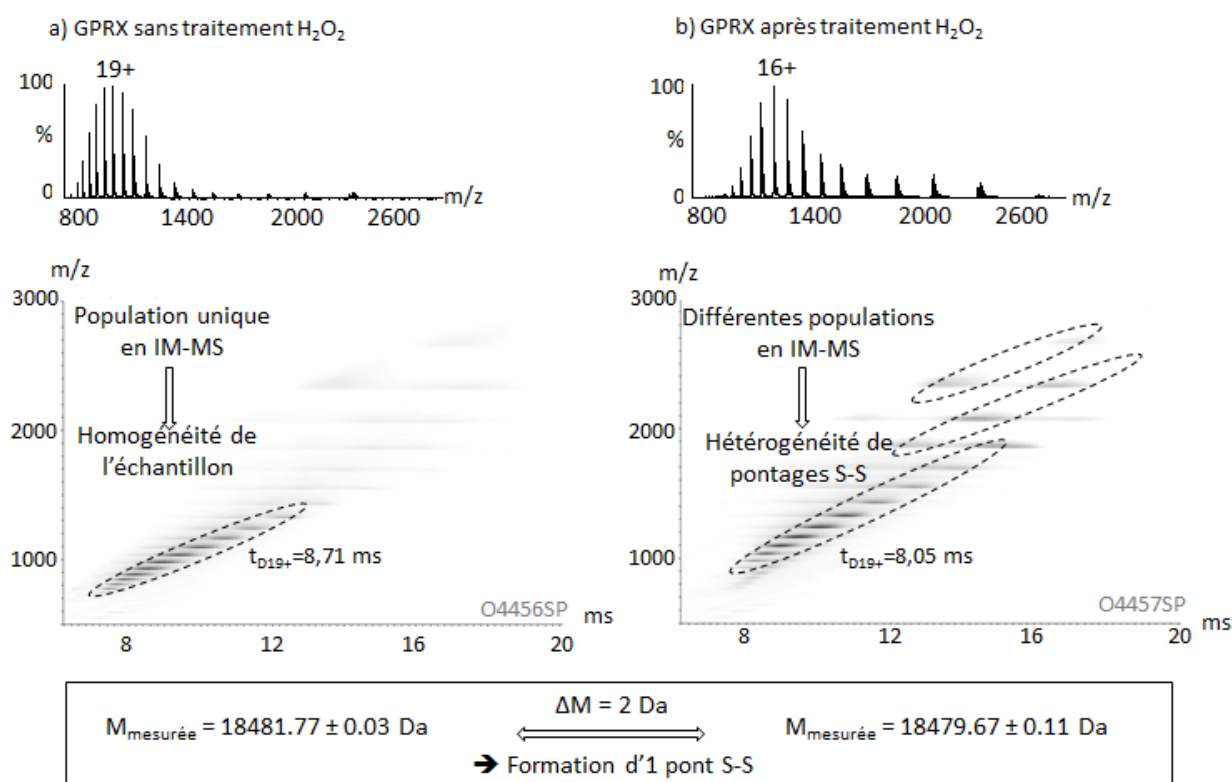 a) GPRX sans traitement H₂O₂
19+
100
%
0
800
1400
2000
2600
m/z
m/z
3000
2000
1000
Population unique
en IM-MS
Homogénéité de
l'échantillon
tD19+=8,71 ms
O4456SP
8
12
16
20
ms
b) GPRX après traitement H₂O₂
16+
100
%
0
800
1400
2000
2600
m/z
m/z
3000
2000
1000
Différentes populations
en IM-MS
Hétérogénéité de
pontages S-S
tD19+=8,05 ms
O4457SP
8
12
16
20
ms
Mmesurée = 18481.77 ± 0.03 Da
ΔM = 2 Da
Mmesurée = 18479.67 ± 0.11 Da
➔ Formation d'1 pont S-S